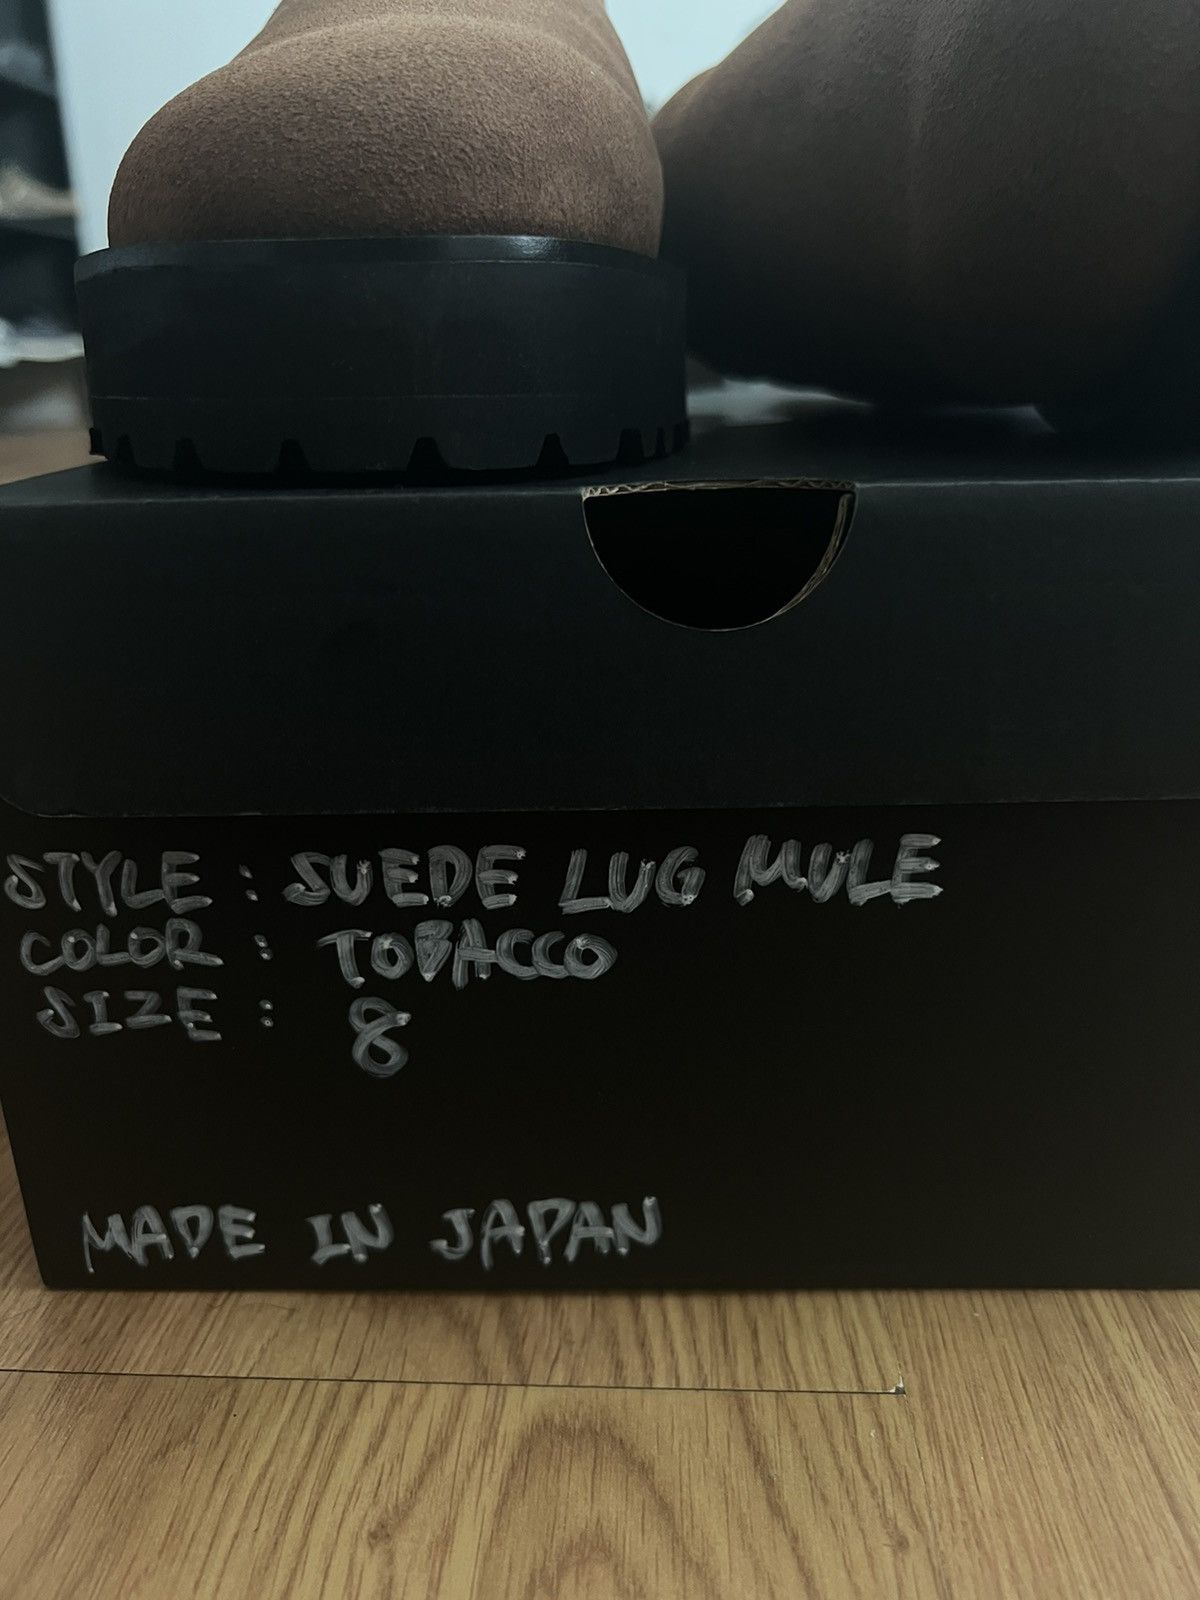 STYLE : SUEDE LUG MULE
COLOR : TOBACCO
SIZE : 8
MADE IN JAPAN